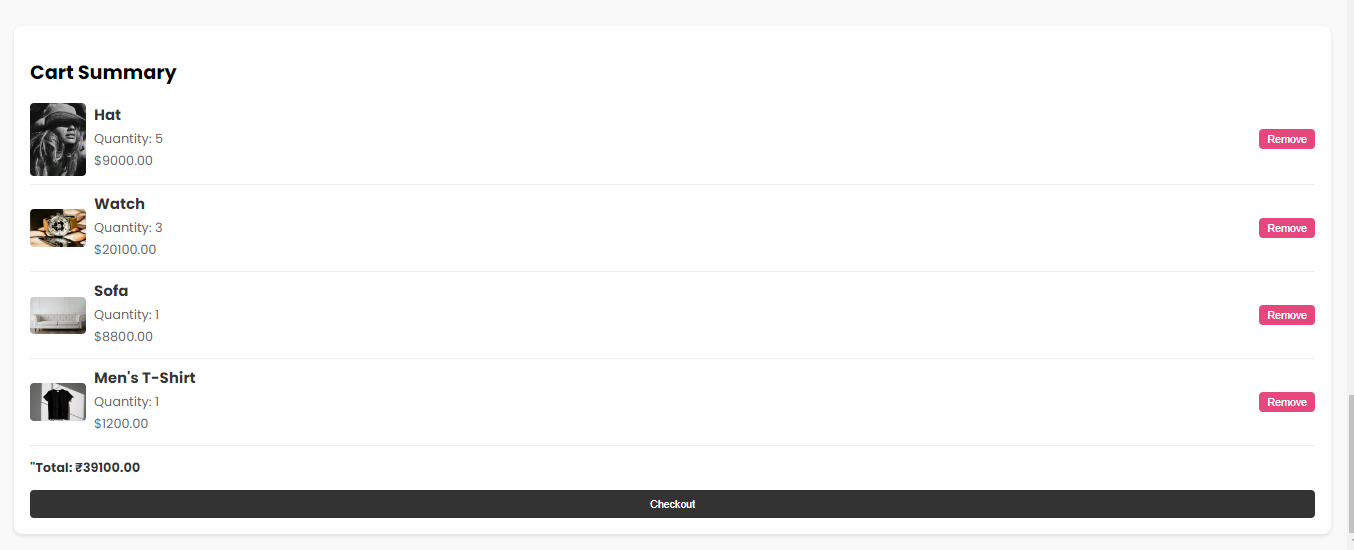 Cart Summary
Hat
Quantity: 5
$9000.00
Remove
Watch
Quantity: 3
$20100.00
Remove
Sofa
Quantity: 1
$8800.00
Remove
Men's T-Shirt
Quantity: 1
$1200.00
Remove
"Total: ₹39100.00
Checkout